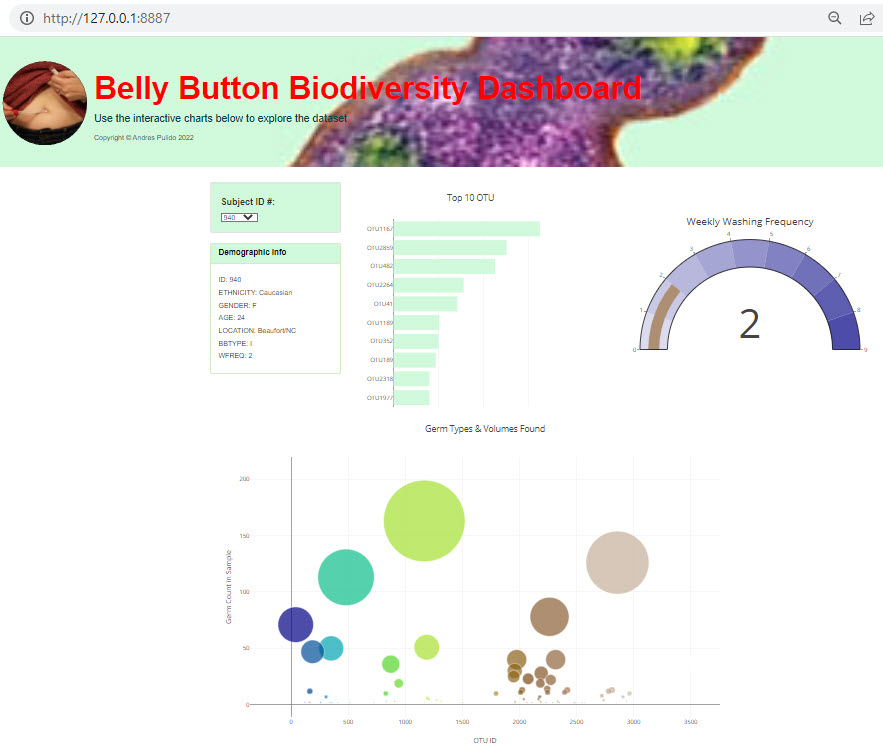 http://127.0.0.1:8887
Belly Button Biodiversity Dashboard
Use the interactive charts below to explore the dataset
Copyright © Andres Pulido 2022
Subject ID #:
940
Demographic Info
ID: 940
ETHNICITY: Caucasian
GENDER: F
AGE: 24
LOCATION: Beaufort/NC
BBTYPE: I
WFREQ: 2
Top 10 OTU
OTU1167
OTU2859
OTU482
OTU2264
OTU41
OTU1189
OTU352
OTU189
OTU2318
OTU1977
Weekly Washing Frequency
0
1
2
3
4
5
6
7
8
9
2
Germ Types & Volumes Found
Germ Count in Sample
200
150
100
50
0
0
500
1000
1500
2000
2500
3000
3500
OTU ID